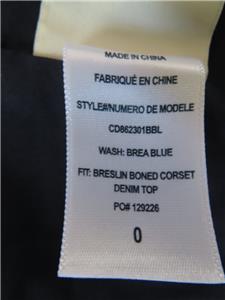 MADE IN CHINA
FABRIQUÉ EN CHINE
STYLE#/NUMERO DE MODELE
CD862301BBL
WASH: BREA BLUE
FIT: BRESLIN BONED CORSET
DENIM TOP
PO# 129226
0